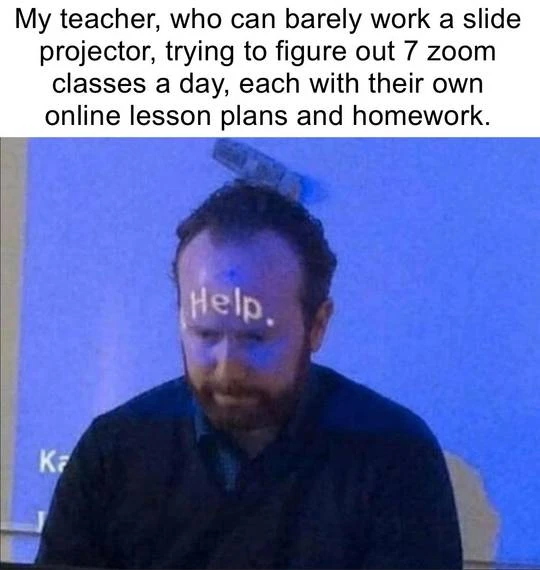 My teacher, who can barely work a slide
projector, trying to figure out 7 zoom
classes a day, each with their own
online lesson plans and homework.
Help.
Ka